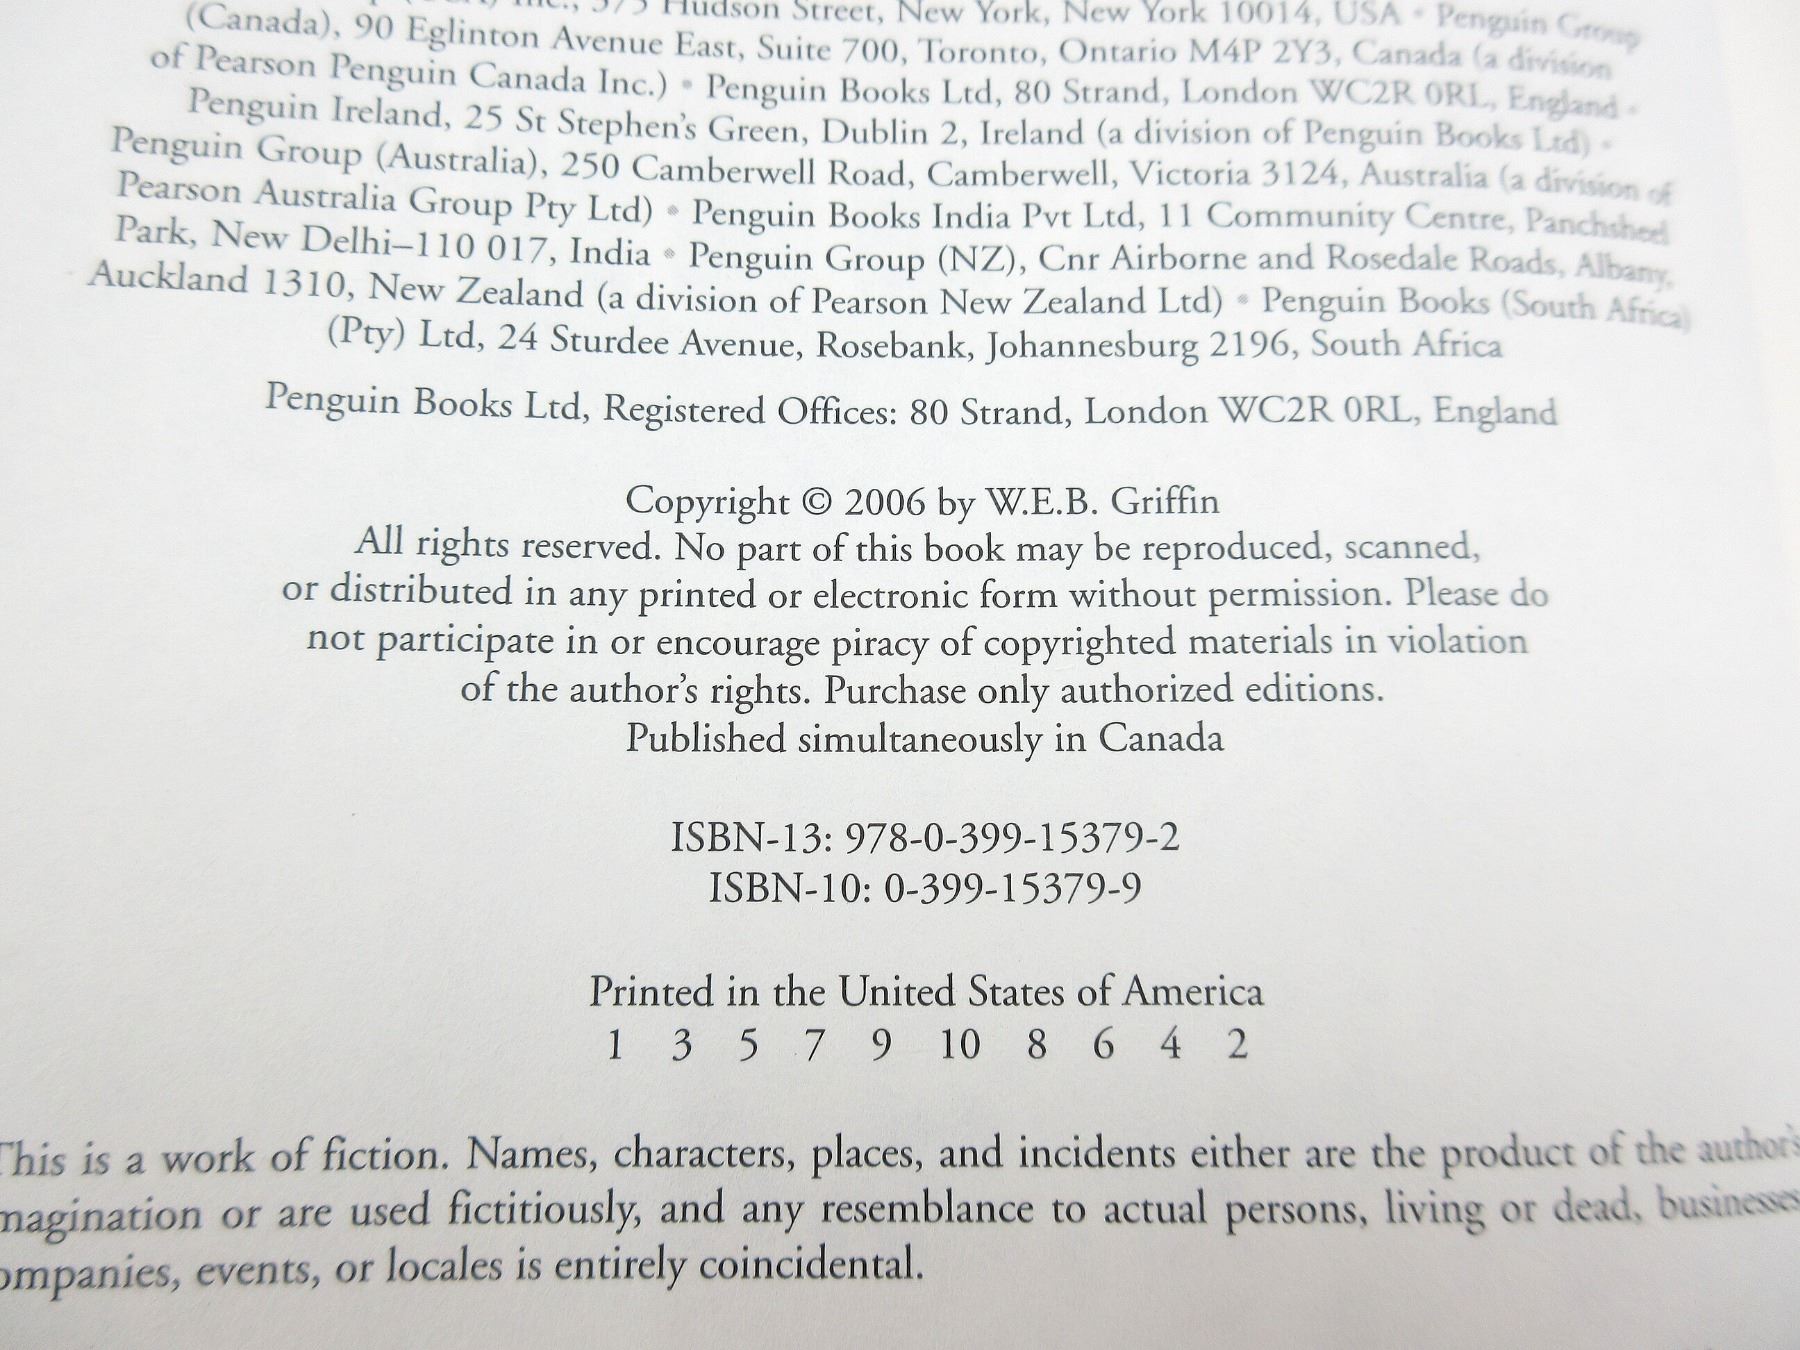 Inc., 375 Hudson Street, New York, New York 10014, USA • Penguin Group
(Canada), 90 Eglinton Avenue East, Suite 700, Toronto, Ontario M4P 2Y3, Canada (a division
of Pearson Penguin Canada Inc.) • Penguin Books Ltd, 80 Strand, London WC2R 0RL, England •
Penguin Ireland, 25 St Stephen's Green, Dublin 2, Ireland (a division of Penguin Books Ltd) •
Penguin Group (Australia), 250 Camberwell Road, Camberwell, Victoria 3124, Australia (a division of
Pearson Australia Group Pty Ltd) • Penguin Books India Pvt Ltd, 11 Community Centre, Panchsheel
Park, New Delhi–110 017, India • Penguin Group (NZ), Cnr Airborne and Rosedale Roads, Albany,
Auckland 1310, New Zealand (a division of Pearson New Zealand Ltd) • Penguin Books (South Africa)
(Pty) Ltd, 24 Sturdee Avenue, Rosebank, Johannesburg 2196, South Africa
Penguin Books Ltd, Registered Offices: 80 Strand, London WC2R 0RL, England
Copyright © 2006 by W.E.B. Griffin
All rights reserved. No part of this book may be reproduced, scanned,
or distributed in any printed or electronic form without permission. Please do
not participate in or encourage piracy of copyrighted materials in violation
of the author's rights. Purchase only authorized editions.
Published simultaneously in Canada
ISBN-13: 978-0-399-15379-2
ISBN-10: 0-399-15379-9
Printed in the United States of America
1 3 5 7 9 10 8 6 4 2
This is a work of fiction. Names, characters, places, and incidents either are the product of the author's
magination or are used fictitiously, and any resemblance to actual persons, living or dead, businesses
ompanies, events, or locales is entirely coincidental.